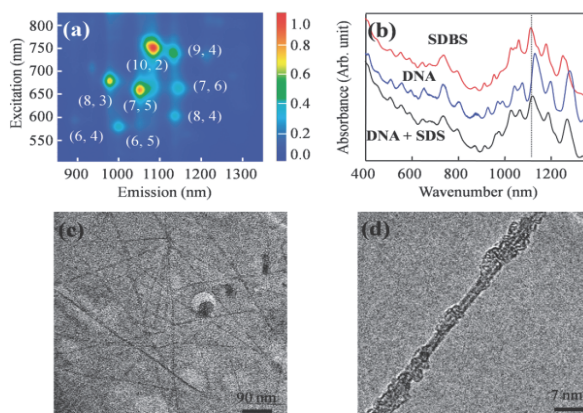 (a)
Excitation (nm)
800
750
700
650
600
550
(9, 4)
(10, 2)
(8, 3)
(7, 6)
(7, 5)
(8, 4)
(6, 4)
(6, 5)
900 1000 1100 1200 1300
Emission (nm)
1.0
0.8
0.6
0.4
0.2
0.0
(b)
Absorbance (Arb. unit)
SDBS
DNA
DNA + SDS
400 600 800 1000 1200
Wavenumber (nm)
(c)
90 nm
(d)
7 nm